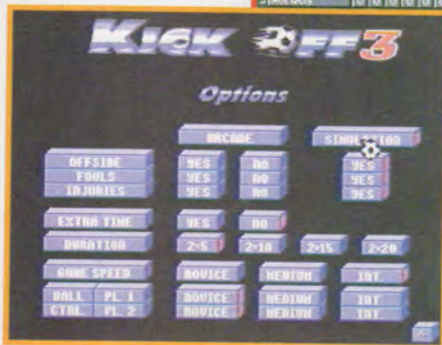 KICK OFF 3
Options
ARCADE SIMULATION
OFFSIDE YES NO YES
FOULS YES NO YES
INJURIES YES NO YES
EXTRA TIME YES NO
DURATION 2×5 2×10 2×15 2×20
GAME SPEED NOVICE MEDIUM INT
BALL PL. 1 NOVICE MEDIUM INT
CTRL. PL. 2 NOVICE MEDIUM INT